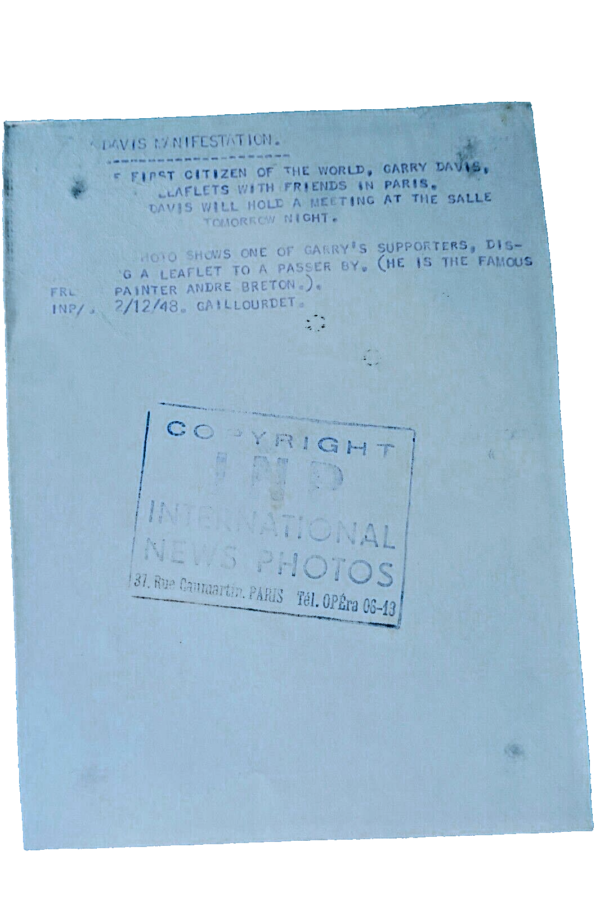 DAVIS MANIFESTATION.
FIRST CITIZEN OF THE WORLD, GARRY DAVIS,
LEAFLETS WITH FRIENDS IN PARIS.
DAVIS WILL HOLD A MEETING AT THE SALLE
TOMORROW NIGHT.
HOTO SHOWS ONE OF GARRY'S SUPPORTERS, DIS-
G A LEAFLET TO A PASSER BY. (HE IS THE FAMOUS
PAINTER ANDRE BRETON.).
INP/ 2/12/48. GAILLOURDET.
COPYRIGHT
INP
INTERNATIONAL
NEWS PHOTOS
37. Rue Caumartin. PARIS Tél. OPÉra 06-13